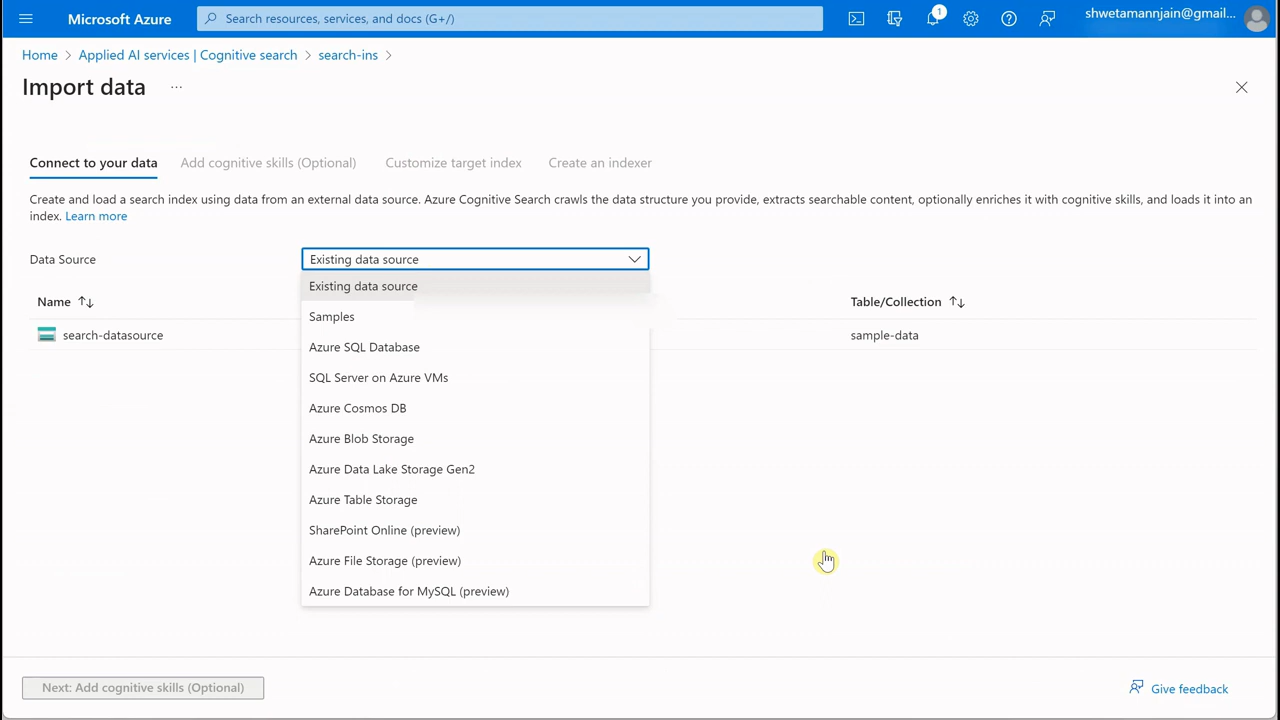 Microsoft Azure
Search resources, services, and docs (G+/)
1
shwetamannjain@gmail...
Home > Applied AI services | Cognitive search > search-ins >
Import data ...
Connect to your data
Add cognitive skills (Optional)
Customize target index
Create an indexer
Create and load a search index using data from an external data source. Azure Cognitive Search crawls the data structure you provide, extracts searchable content, optionally enriches it with cognitive skills, and loads it into an
index. Learn more
Data Source
Existing data source
Existing data source
Name
Table/Collection
Samples
search-datasource
sample-data
Azure SQL Database
SQL Server on Azure VMs
Azure Cosmos DB
Azure Blob Storage
Azure Data Lake Storage Gen2
Azure Table Storage
SharePoint Online (preview)
Azure File Storage (preview)
Azure Database for MySQL (preview)
Next: Add cognitive skills (Optional)
Give feedback